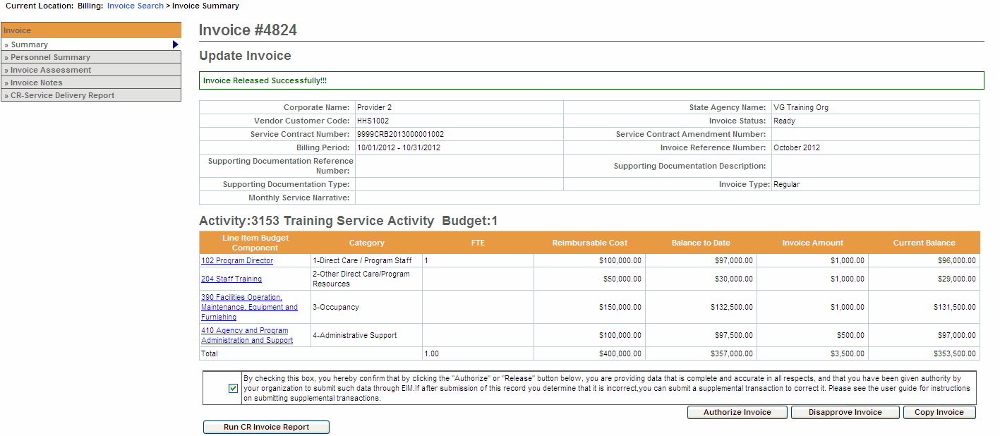 Current Location: Billing: Invoice Search > Invoice Summary
Invoice
» Summary
» Personnel Summary
» Invoice Assessment
» Invoice Notes
» CR-Service Delivery Report
Invoice #4824
Update Invoice
Invoice Released Successfully!!!
Corporate Name: Provider 2 State Agency Name: VG Training Org
Vendor Customer Code: HHS1002 Invoice Status: Ready
Service Contract Number: 9999CRB2013000001002 Service Contract Amendment Number:
Billing Period: 10/01/2012 - 10/31/2012 Invoice Reference Number: October 2012
Supporting Documentation Reference
Number:
Supporting Documentation Description:
Supporting Documentation Type: Invoice Type: Regular
Monthly Service Narrative:
Activity:3153 Training Service Activity Budget:1
Line Item Budget
Component
Category FTE Reimbursable Cost Balance to Date Invoice Amount Current Balance
102 Program Director 1-Direct Care / Program Staff 1 $100,000.00 $97,000.00 $1,000.00 $96,000.00
204 Staff Training
2-Other Direct Care/Program
Resources
$50,000.00 $30,000.00 $1,000.00 $29,000.00
390 Facilities Operation,
Maintenance, Equipment and
Furnishing
3-Occupancy $150,000.00 $132,500.00 $1,000.00 $131,500.00
410 Agency and Program
Administration and Support
4-Administrative Support $100,000.00 $97,500.00 $500.00 $97,000.00
Total 1.00 $400,000.00 $357,000.00 $3,500.00 $353,500.00
By checking this box, you hereby confirm that by clicking the "Authorize" or "Release" button below, you are providing data that is complete and accurate in all respects, and that you have been given authority by
your organization to submit such data through EIM.If after submission of this record you determine that it is incorrect,you can submit a supplemental transaction to correct it. Please see the user guide for instructions
on submitting supplemental transactions.
Authorize Invoice Disapprove Invoice Copy Invoice
Run CR Invoice Report